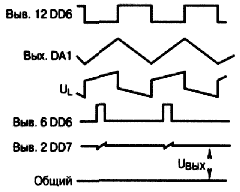 Выв. 12 DD6
Вых. DA1
UL
Выв. 6 DD6
Выв. 2 DD7
Uвых
Общий